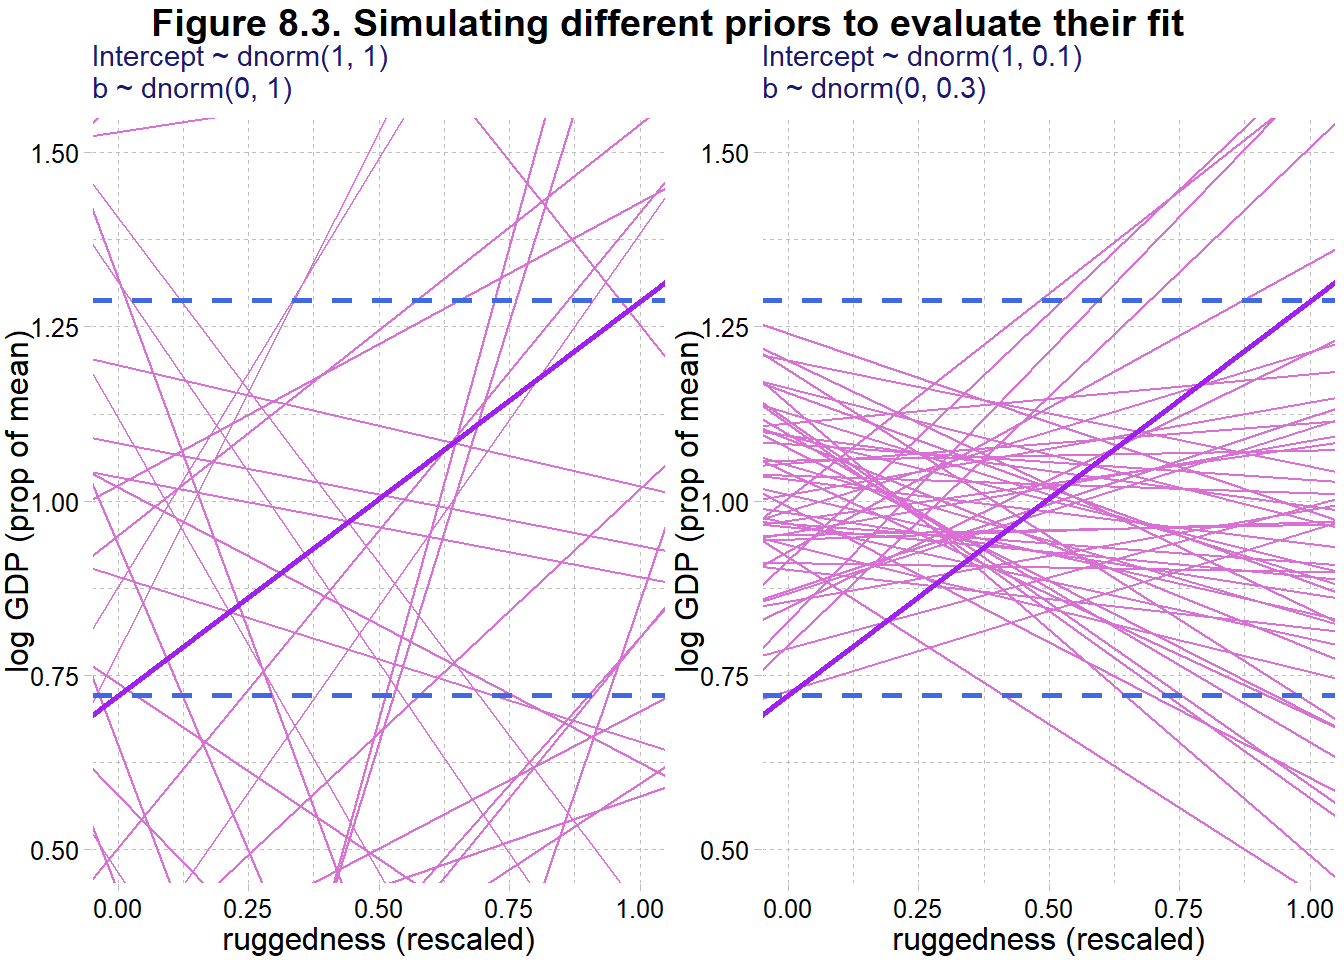 Figure 8.3. Simulating different priors to evaluate their fit
Intercept ~ dnorm(1, 1)
b ~ dnorm(0, 1)
log GDP (prop of mean)
1.50
1.25
1.00
0.75
0.50
0.00 0.25 0.50 0.75 1.00
ruggedness (rescaled)
Intercept ~ dnorm(1, 0.1)
b ~ dnorm(0, 0.3)
log GDP (prop of mean)
1.50
1.25
1.00
0.75
0.50
0.00 0.25 0.50 0.75 1.00
ruggedness (rescaled)